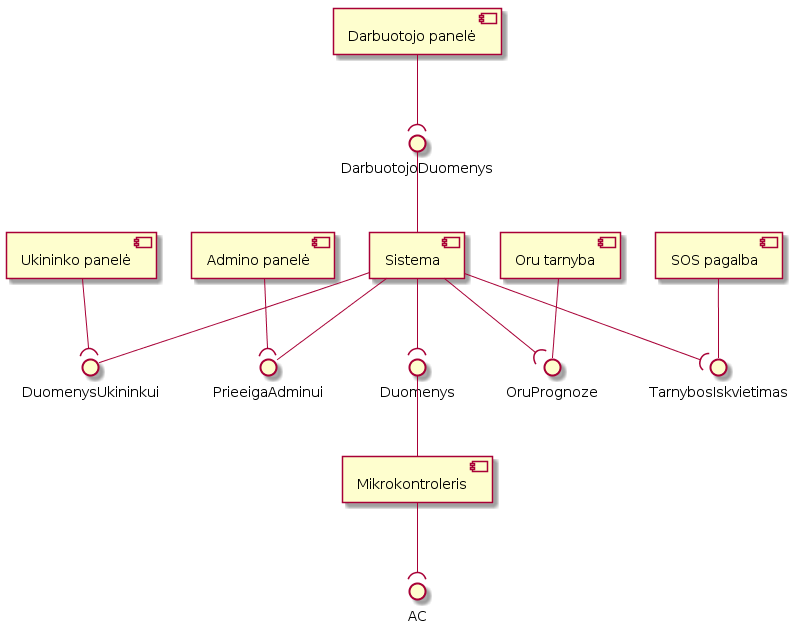 Darbuotojo panelė
DarbuotojoDuomenys
Ukininko panelė
Admino panelė
Sistema
Oru tarnyba
SOS pagalba
DuomenysUkininkui
PrieeigaAdminui
Duomenys
OruPrognoze
TarnybosIskvietimas
Mikrokontroleris
AC